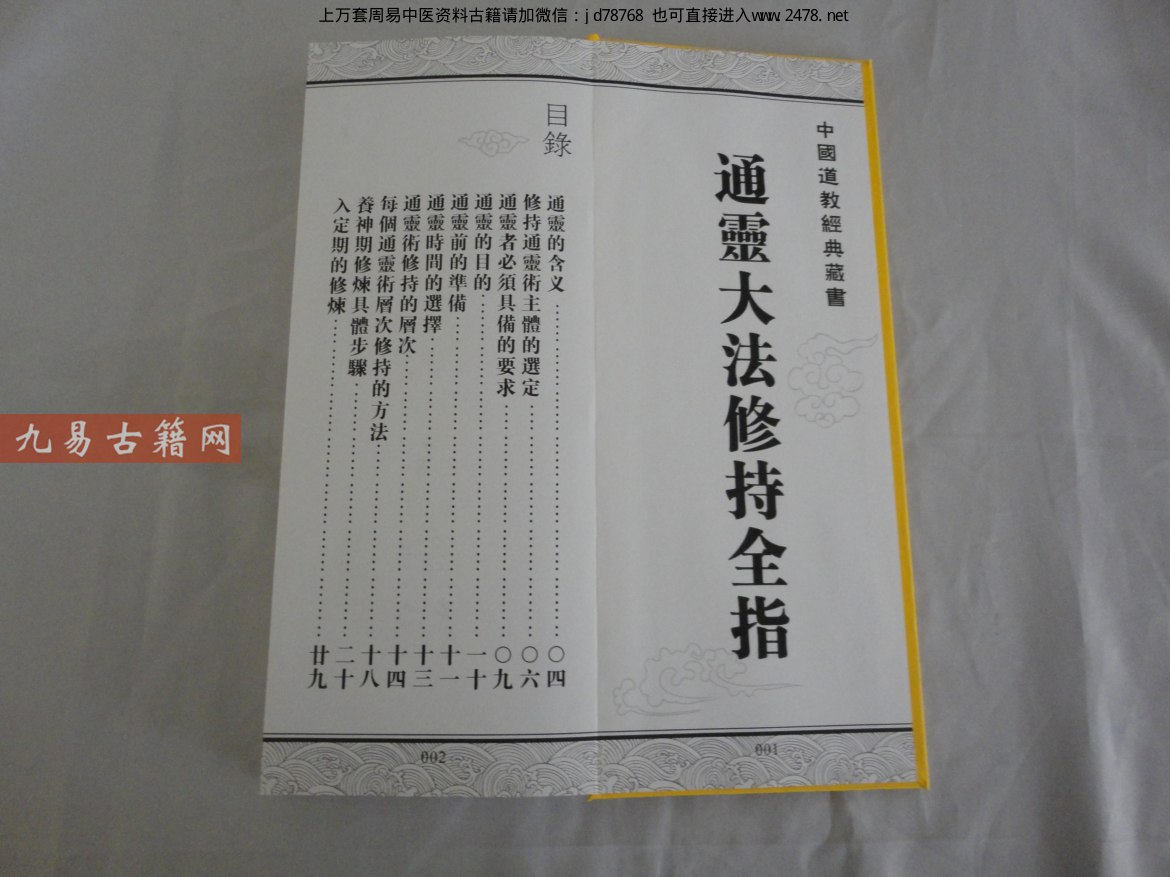 上万套周易中医资料古籍请加微信：jd78768 也可直接进入www.2478.net
中國道教經典藏書
通靈大法修持全指
001
目錄
通靈的含义……〇四
修持通靈術主體的選定……〇六
通靈者必須具備的要求……〇九
通靈的目的……一十
通靈前的準備……十一
通靈時間的選擇……十三
通靈術修持的層次……十四
每個通靈術層次修持的方法……十八
養神期修煉具體步驟……二十
入定期的修煉……廿九
002
九易古籍网